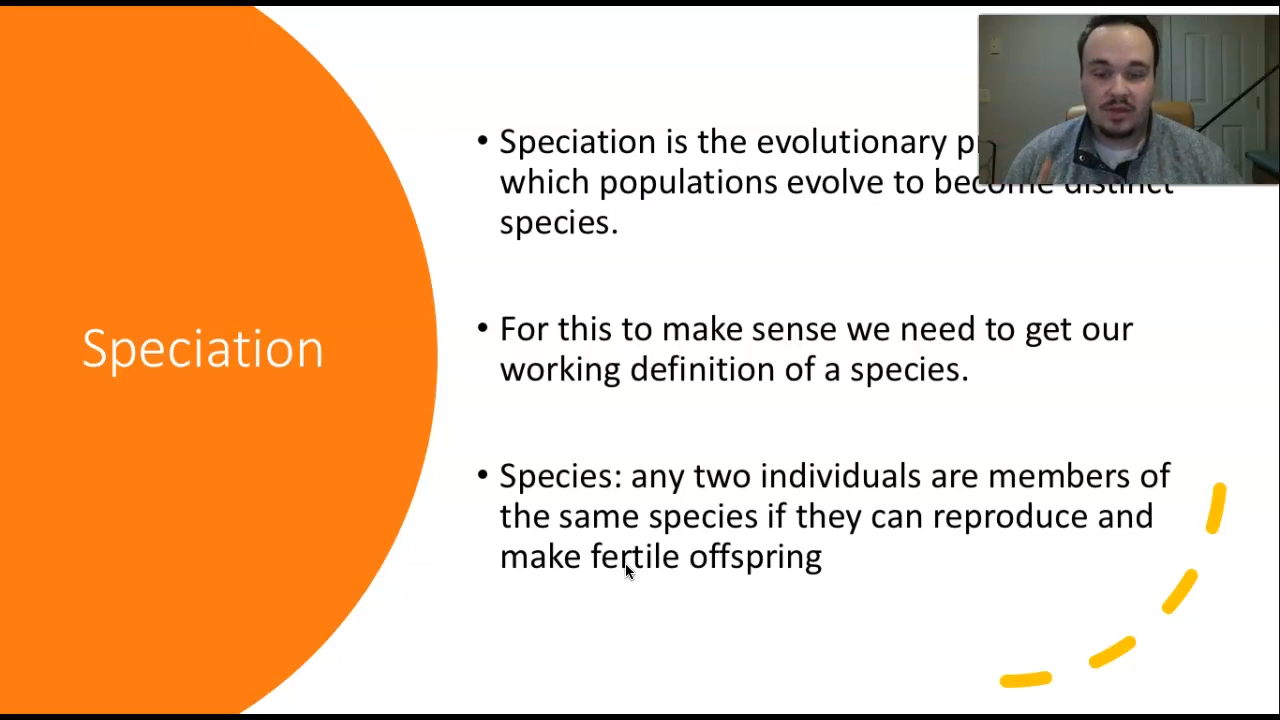 Speciation
• Speciation is the evolutionary
which populations evolve to become distinct
species.
• For this to make sense we need to get our
working definition of a species.
• Species: any two individuals are members of
the same species if they can reproduce and
make fertile offspring